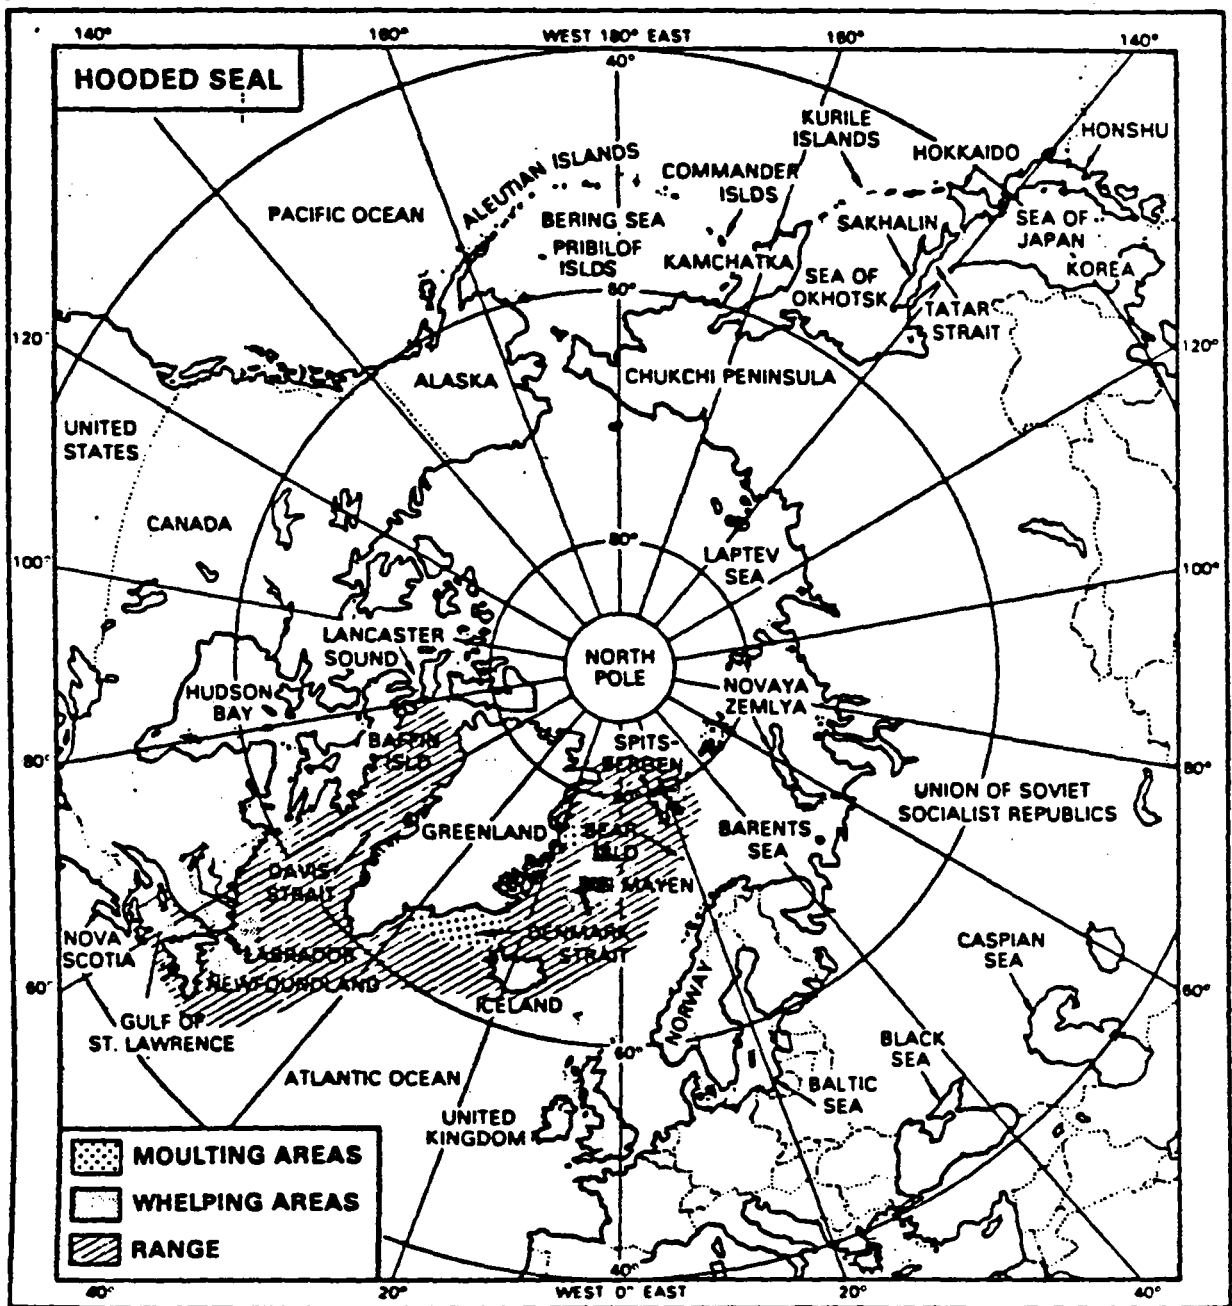 140°
160°
WEST 180° EAST
160°
140°
40°
HOODED SEAL
KURILE
ISLANDS
HONSHU
HOKKAIDO
ALEUTIAN ISLANDS
COMMANDER
ISLDS
PACIFIC OCEAN
BERING SEA
PRIBILOF
ISLDS
SAKHALIN
SEA OF
JAPAN
KAMCHATKA
SEA OF
OKHOTSK
KOREA
60°
TATAR
STRAIT
120°
120°
ALASKA
CHUKCHI PENINSULA
UNITED
STATES
CANADA
80°
LAPTEV
SEA
100°
100°
LANCASTER
SOUND
NORTH
POLE
HUDSON
BAY
NOVAYA
ZEMLYA
BAFFIN
ISLD
SPITS-
BERGEN
80°
80°
UNION OF SOVIET
SOCIALIST REPUBLICS
GREENLAND
BEAR
ISLD
BARENTS
SEA
DAVIS
STRAIT
JAN MAYEN
NOVA
SCOTIA
DENMARK
STRAIT
CASPIAN
SEA
LABRADOR
NEWFOUNDLAND
60°
60°
ICELAND
NORWAY
GULF OF
ST. LAWRENCE
60°
BLACK
SEA
ATLANTIC OCEAN
BALTIC
SEA
UNITED
KINGDOM
MOULTING AREAS
WHELPING AREAS
RANGE
40°
40°
20°
WEST 0° EAST
20°
40°